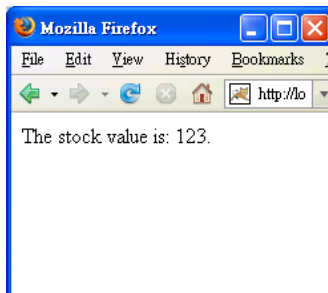 Mozilla Firefox
File Edit View History Bookmarks
http://lo
The stock value is: 123.